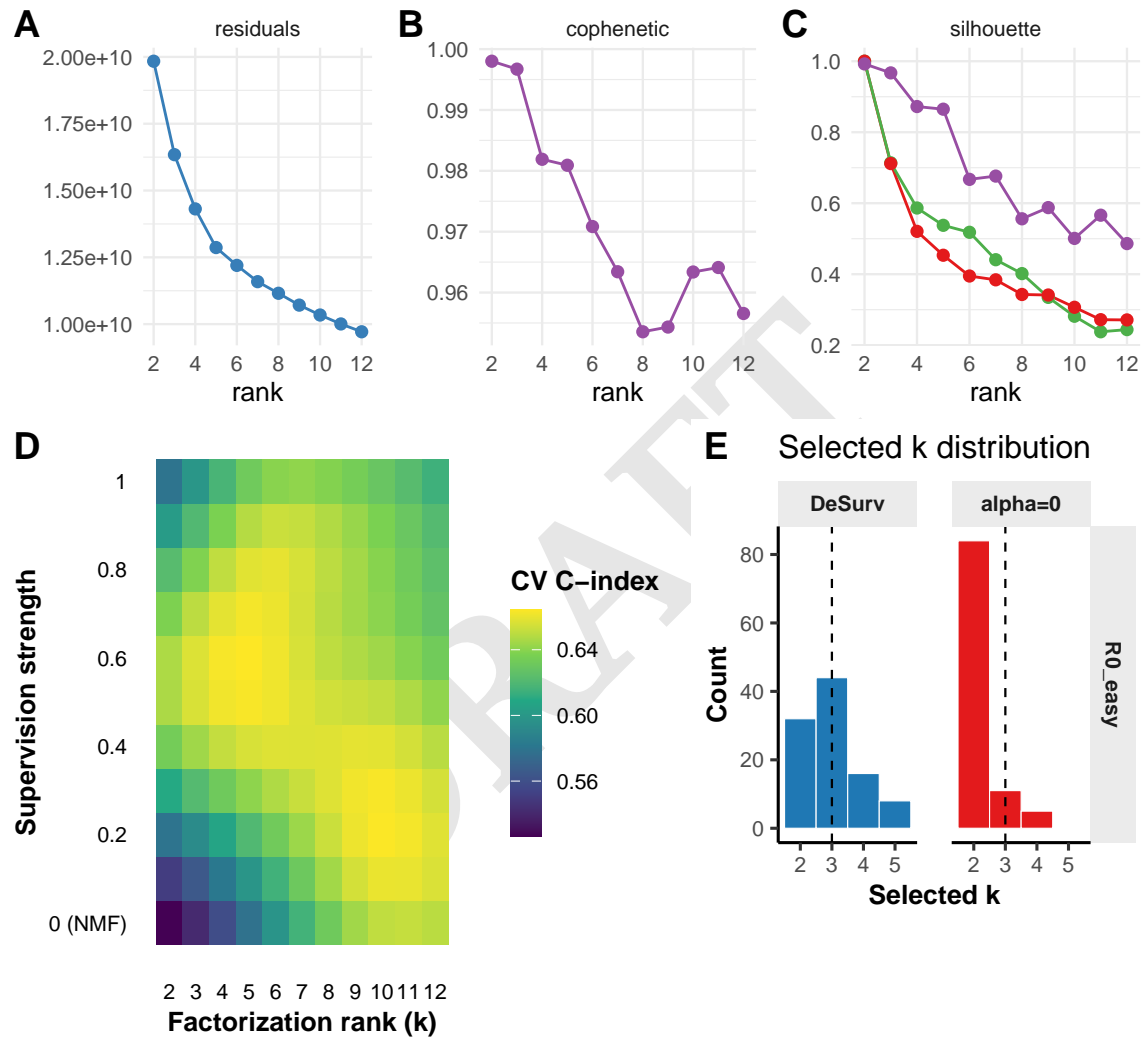 A
residuals
2.00e+10
1.75e+10
1.50e+10
1.25e+10
1.00e+10
2 4 6 8 10 12
rank
B
cophenetic
1.00
0.99
0.98
0.97
0.96
2 4 6 8 10 12
rank
C
silhouette
1.0
0.8
0.6
0.4
0.2
2 4 6 8 10 12
rank
D
Supervision strength
1
0.8
0.6
0.4
0.2
0 (NMF)
2 3 4 5 6 7 8 9 10 11 12
Factorization rank (k)
CV C−index
0.64
0.60
0.56
E
Selected k distribution
DeSurv
alpha=0
R0_easy
Count
80
60
40
20
0
2 3 4 5
2 3 4 5
Selected k
DRAFT